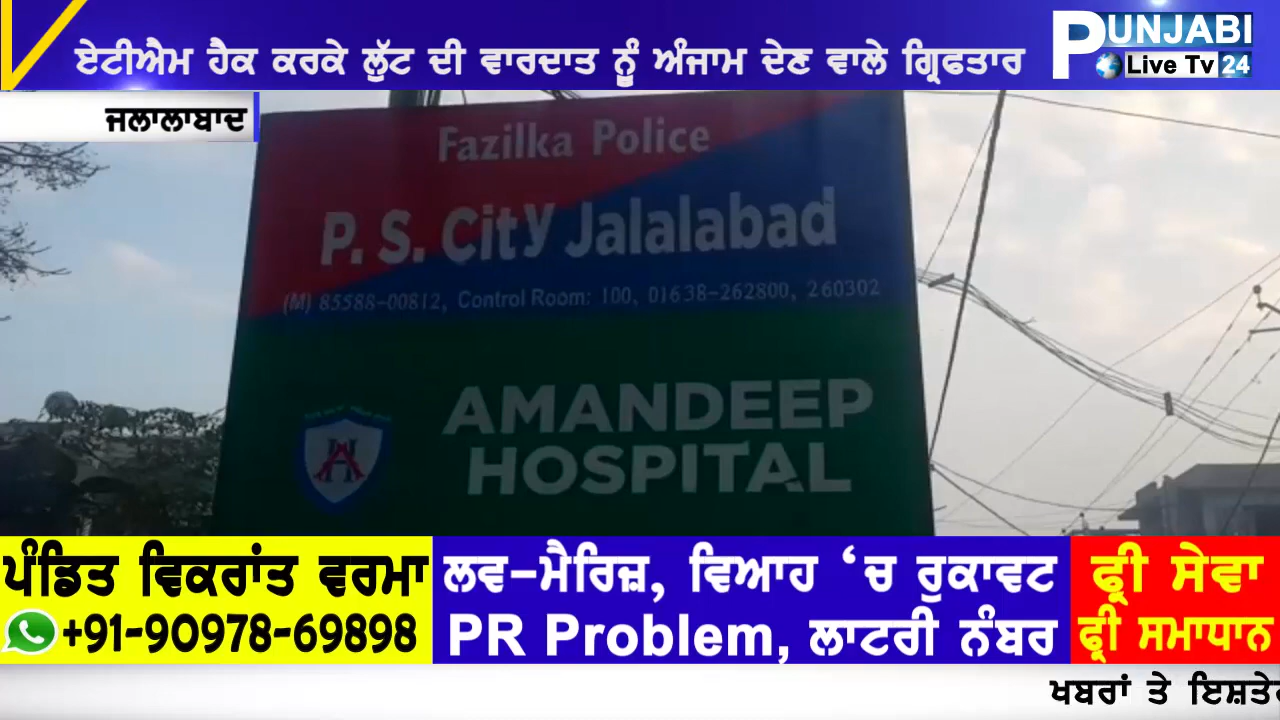 ਏਟੀਐਮ ਹੈਕ ਕਰਕੇ ਲੁੱਟ ਦੀ ਵਾਰਦਾਤ ਨੂੰ ਅੰਜਾਮ ਦੇਣ ਵਾਲੇ ਗ੍ਰਿਫਤਾਰ
PUNJABI
Live Tv 24
ਜਲਾਲਾਬਾਦ
Fazilka Police
P. S. City Jalalabad
(M) 85588-00812, Control Room: 100, 01638-262800, 260302
AMANDEEP
HOSPITAL
ਪੰਡਿਤ ਵਿਕਰਾਂਤ ਵਰਮਾ
+91-90978-69898
ਲਵ-ਮੈਰਿਜ਼, ਵਿਆਹ ‘ਚ ਰੁਕਾਵਟ
PR Problem, ਲਾਟਰੀ ਨੰਬਰ
ਫ੍ਰੀ ਸੇਵਾ
ਫ੍ਰੀ ਸਮਾਧਾਨ
ਖਬਰਾਂ ਤੇ